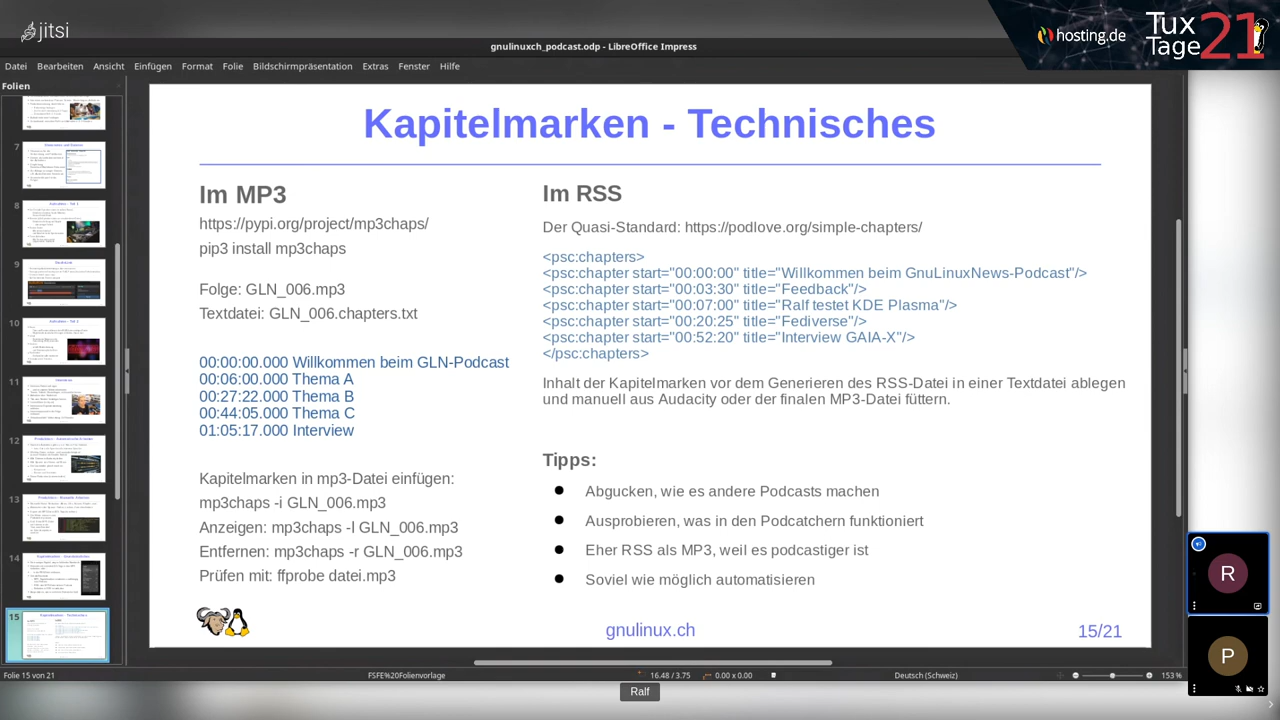 jitsi
hosting.de
Tux
Tage
21
gnulinuxch_podcast.odp - LibreOffice Impress
Datei Bearbeiten Ansicht Einfügen Format Folie Bildschirmpräsentation Extras Fenster Hilfe
Folien
Kapitelmarken - Technisches
Im MP3
https://pypi.org/project/mp3chaps/
pip3 install mp3chaps
Folge: GLN_006.mp3
Textdatei: GLN_006.chapters.txt
00:00:00.000 Willkommen beim GLN-Podcast
Thema A
00:27:22.000 Thema B
00:44:05.000 Thema C
01:05:17.000 Interview
Kapitelmarken in mp3-Datei einfügen:
mp3chaps -i GLN_006.mp3
Anzeigen: mp3chaps -l GLN_006.mp3
Entfernen: mp3chaps -r GLN_006.mp3
Prüfen mit: ffprobe datei.mp3
Im RSS
Der Quasi-Standard: https://podlove.org/simple-chapters/
<psc:chapters>
<psc:chapter start="00:00:00" title="Willkommen beim GnuLinuxNews-Podcast"/>
<psc:chapter start="00:03:30" title="Feedback"/>
<psc:chapter start="00:07:00" title="Ralf testet KDE Plasma"/>
<psc:chapter start="00:20:25" title="Fediverse"/>
<psc:chapter start="00:52:20" title="Interview GAIA-X"/>
</psc:chapters>
Inhalt der Kapitelmarken vor dem Generieren des RSS-Datei in einer Textdatei ablegen
und manuell aus Audacity oder der finalen MP3-Datei füttern.
Tipps:
Abgucken, wie es andere Podcasts machen
Ausprobieren, was in den Podcatchern funktioniert
Eher RSS als MP3, weil es podcastiger ist
Soviel wie möglich automatisieren
gnulinux.ch
15/21
7
8
9
10
11
12
13
14
15
R
P
Folie 15 von 21
FSFE%20Folienvorlage
16.48 / 3.75
0.00 x 0.00
Deutsch (Schweiz)
153 %
Ralf